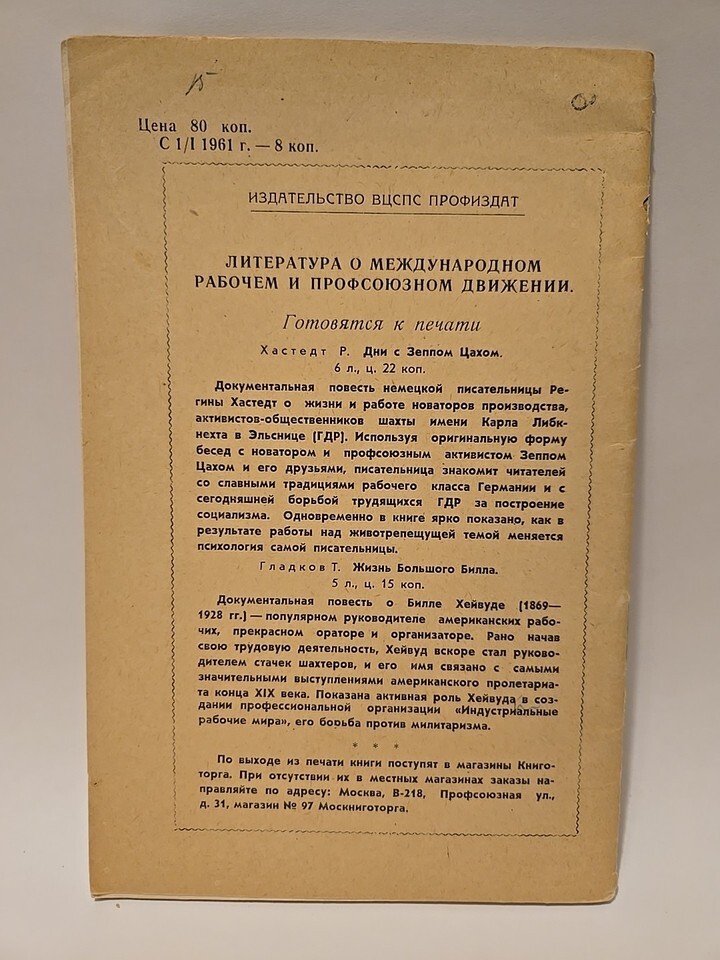 15
Цена 80 коп.
С 1/I 1961 г. — 8 коп.
ИЗДАТЕЛЬСТВО ВЦСПС ПРОФИЗДАТ
ЛИТЕРАТУРА О МЕЖДУНАРОДНОМ
РАБОЧЕМ И ПРОФСОЮЗНОМ ДВИЖЕНИИ.
Готовятся к печати
Хастедт Р. Дни с Зеппом Цахом.
6 л., ц. 22 коп.
Документальная повесть немецкой писательницы Ре-
гины Хастедт о жизни и работе новаторов производства,
активистов-общественников шахты имени Карла Либк-
нехта в Эльснице (ГДР). Используя оригинальную форму
бесед с новатором и профсоюзным активистом Зеппом
Цахом и его друзьями, писательница знакомит читателей
со славными традициями рабочего класса Германии и с
сегодняшней борьбой трудящихся ГДР за построение
социализма. Одновременно в книге ярко показано, как в
результате работы над животрепещущей темой меняется
психология самой писательницы.
Гладков Т. Жизнь Большого Билла.
5 л., ц. 15 коп.
Документальная повесть о Билле Хейвуде (1869—
1928 гг.) — популярном руководителе американских рабо-
чих, прекрасном ораторе и организаторе. Рано начав
свою трудовую деятельность, Хейвуд вскоре стал руково-
дителем стачек шахтеров, и его имя связано с самыми
значительными выступлениями американского пролетариа-
та конца XIX века. Показана активная роль Хейвуда в соз-
дании профессиональной организации «Индустриальные
рабочие мира», его борьба против милитаризма.
* * *
По выходе из печати книги поступят в магазины Книго-
торга. При отсутствии их в местных магазинах заказы на-
правляйте по адресу: Москва, В-218, Профсоюзная ул.,
д. 31, магазин № 97 Москниготорга.